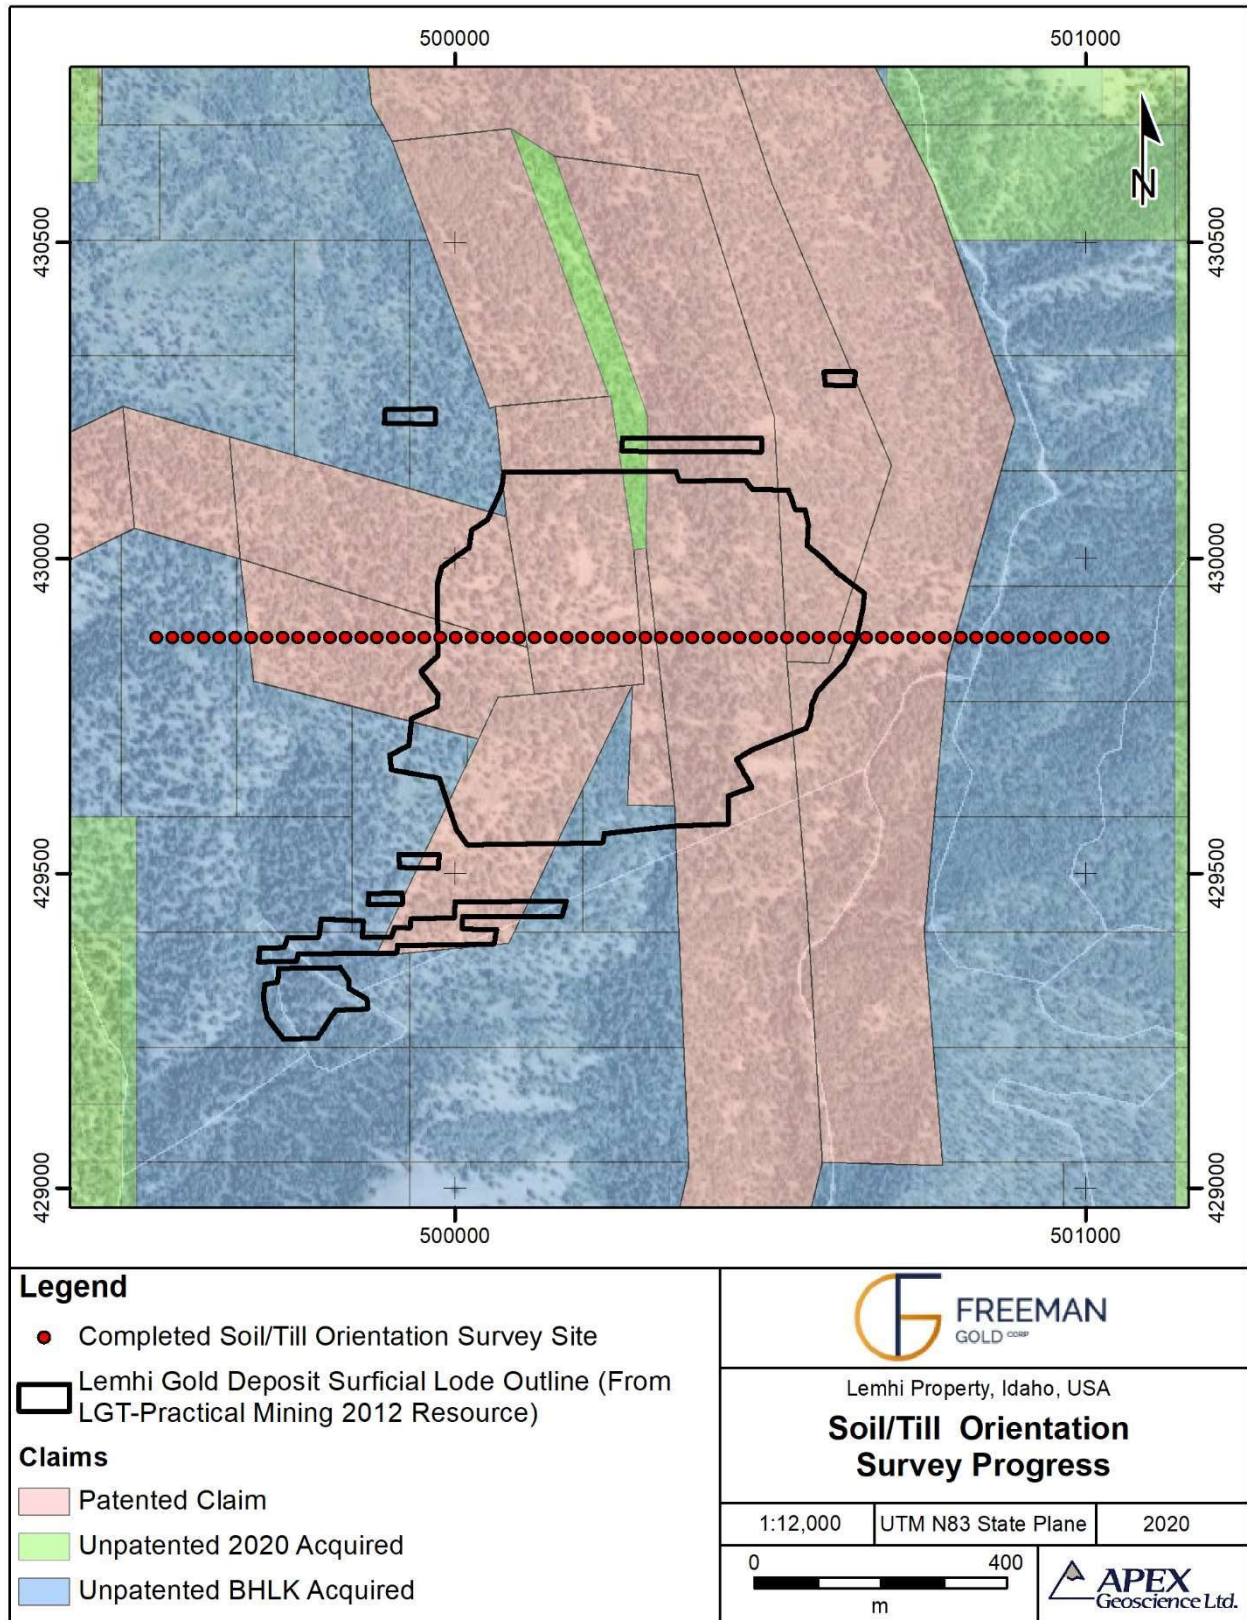 500000
501000
N
430500
430500
430000
430000
429500
429500
429000
429000
500000
501000
Legend
Completed Soil/Till Orientation Survey Site
Lemhi Gold Deposit Surficial Lode Outline (From
LGT-Practical Mining 2012 Resource)
Claims
Patented Claim
Unpatented 2020 Acquired
Unpatented BHLK Acquired
FREEMAN
GOLD CORP
Lemhi Property, Idaho, USA
Soil/Till Orientation
Survey Progress
1:12,000
UTM N83 State Plane
2020
0
400
m
APEX
Geoscience Ltd.